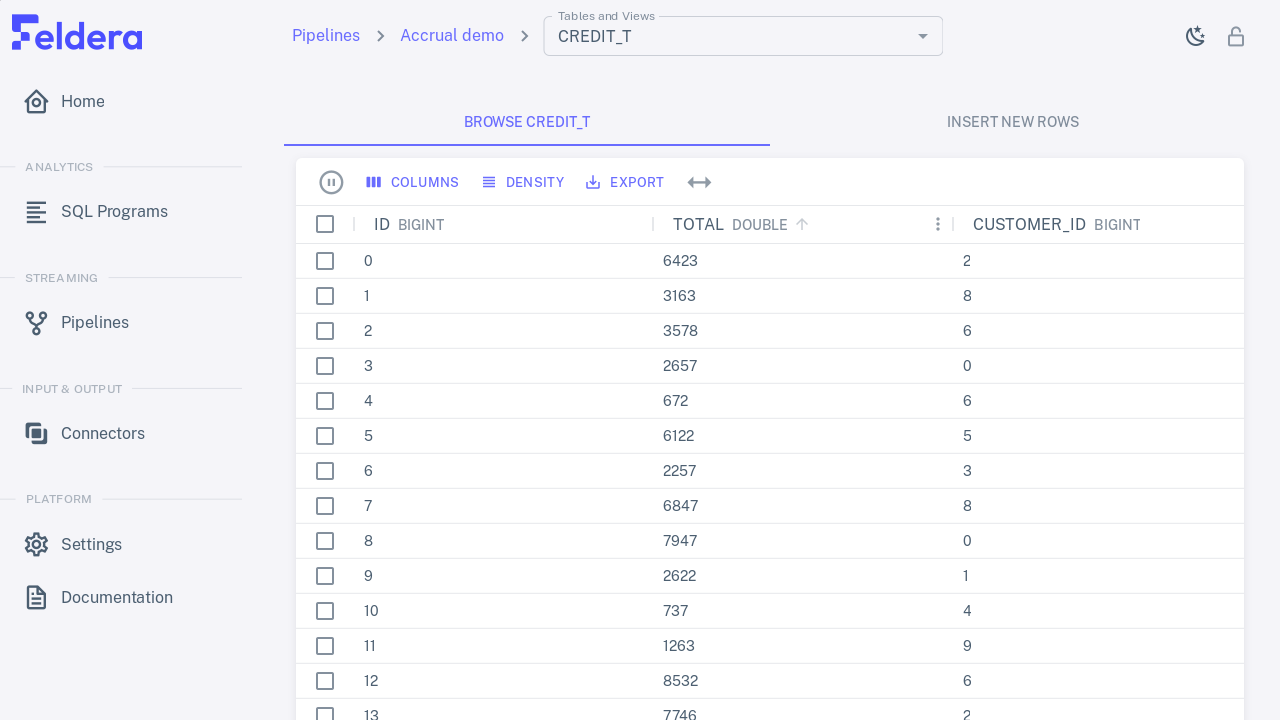 Feldera
Pipelines
Accrual demo
Tables and Views
CREDIT_T
Home
ANALYTICS
SQL Programs
STREAMING
Pipelines
INPUT & OUTPUT
Connectors
PLATFORM
Settings
Documentation
BROWSE CREDIT_T
INSERT NEW ROWS
COLUMNS DENSITY EXPORT
ID BIGINT TOTAL DOUBLE CUSTOMER_ID BIGINT
0 6423 2
1 3163 8
2 3578 6
3 2657 0
4 672 6
5 6122 5
6 2257 3
7 6847 8
8 7947 0
9 2622 1
10 737 4
11 1263 9
12 8532 6
13 7746 2